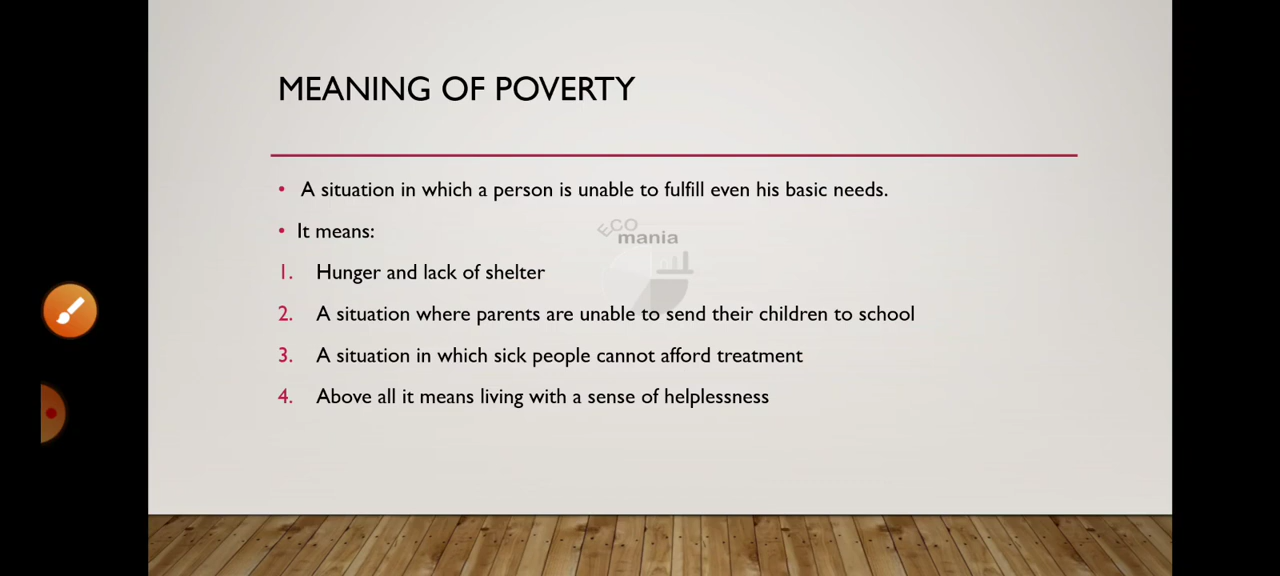 MEANING OF POVERTY
• A situation in which a person is unable to fulfill even his basic needs.
• It means:
ECO
mania
1. Hunger and lack of shelter
2. A situation where parents are unable to send their children to school
3. A situation in which sick people cannot afford treatment
4. Above all it means living with a sense of helplessness